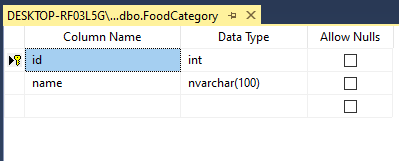 DESKTOP-RF03L5G\...dbo.FoodCategory
Column Name Data Type Allow Nulls
id int
name nvarchar(100)